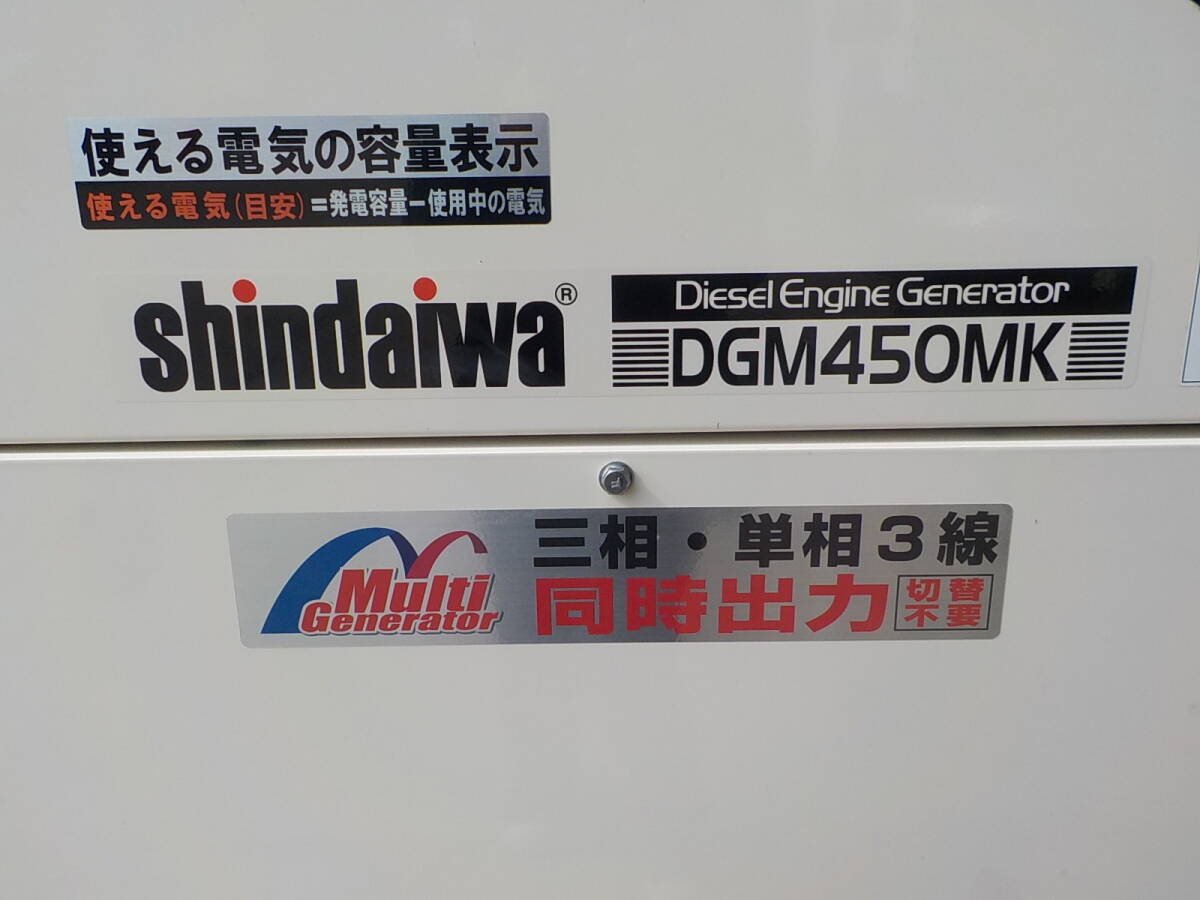 使える電気の容量表示
使える電気(目安)=発電容量ー使用中の電気
shindaiwa®
Diesel Engine Generator
DGM450MK
Multi
Generator
三相・単相3線
同時出力
切替
不要